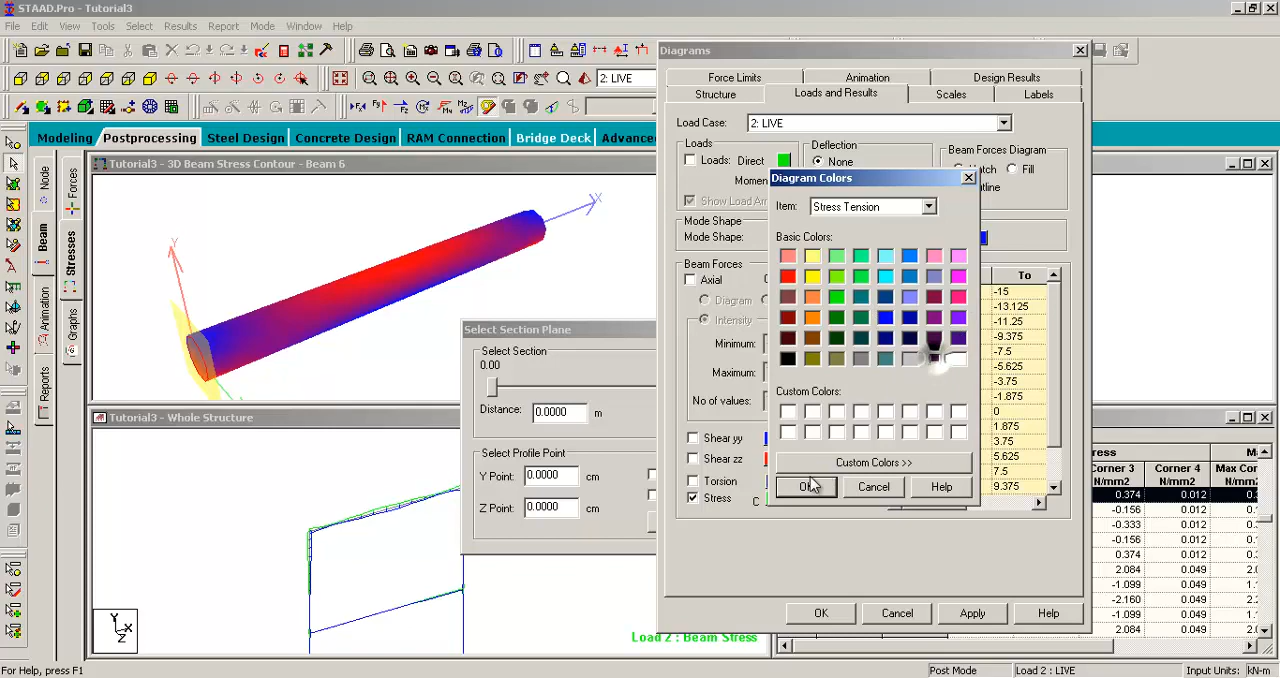 STAAD.Pro - Tutorial3
File Edit View Tools Select Results Report Mode Window Help
2: LIVE
Modeling Postprocessing Steel Design Concrete Design RAM Connection Bridge Deck Advanced
Node
Beam
Animation
Reports
Forces
Stresses
Graphs
Tutorial3 - 3D Beam Stress Contour - Beam 6
Y
X
Select Section Plane
Select Section
0.00
Distance: 0.0000 m
Select Profile Point
Y Point: 0.0000 cm
Z Point: 0.0000 cm
Tutorial3 - Whole Structure
Y
X
Z
Load 2 : Beam Stress
Diagrams
Force Limits Animation Design Results
Structure Loads and Results Scales Labels
Load Case: 2: LIVE
Loads
Loads: Direct
Show Load
Deflection
None
Beam Forces Diagram
Fill
Mode Shape
Mode Shape:
Beam Forces
Axial
Diagram
Intensity
Minimum:
Maximum:
No of values:
Shear yy
Shear zz
Torsion
Stress
To
-15
-13.125
-11.25
-9.375
-7.5
-5.625
-3.75
-1.875
0
1.875
3.75
5.625
7.5
9.375
OK Cancel Apply Help
Diagram Colors
Item: Stress Tension
Basic Colors:
Custom Colors:
Custom Colors >>
Cancel Help
Corner 3 Corner 4
N/mm2 N/mm2
0.374 0.012
-0.156 0.012
-0.333 0.012
-0.156 0.012
0.374 0.012
2.084 0.049
-1.099 0.049
-2.160 0.049
-1.099 0.049
2.084 0.049
For Help, press F1
Post Mode Load 2 : LIVE Input Units: kN-m